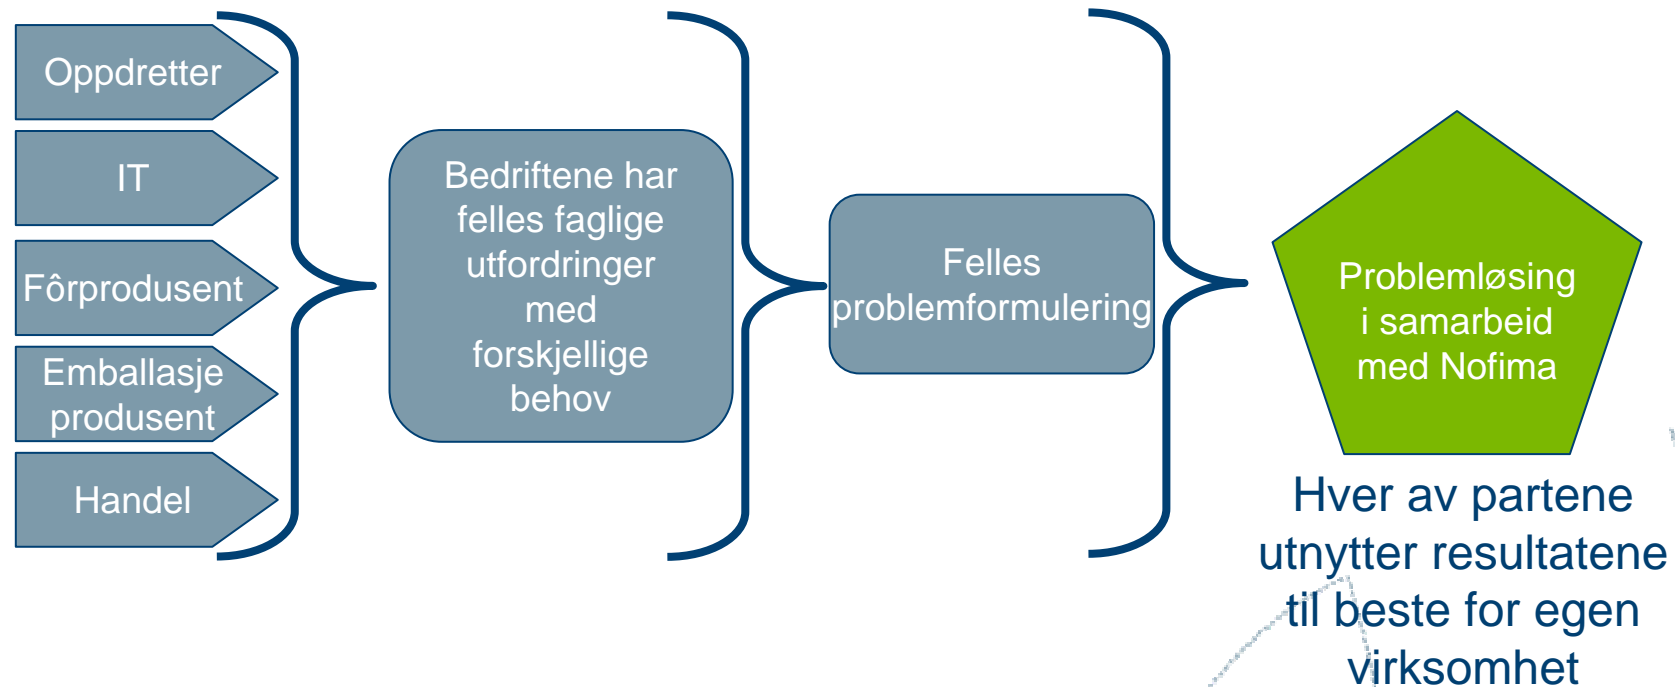 Oppdretter
IT
Fôrprodusent
Emballasje
produsent
Handel
Bedriftene har
felles faglige
utfordringer
med
forskjellige
behov
Felles
problemformulering
Problemløsing
i samarbeid
med Nofima
Hver av partene
utnytter resultatene
til beste for egen
virksomhet